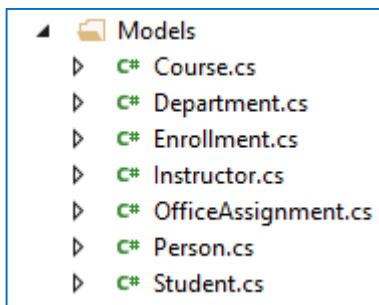 Models
C# Course.cs
C# Department.cs
C# Enrollment.cs
C# Instructor.cs
C# OfficeAssignment.cs
C# Person.cs
C# Student.cs